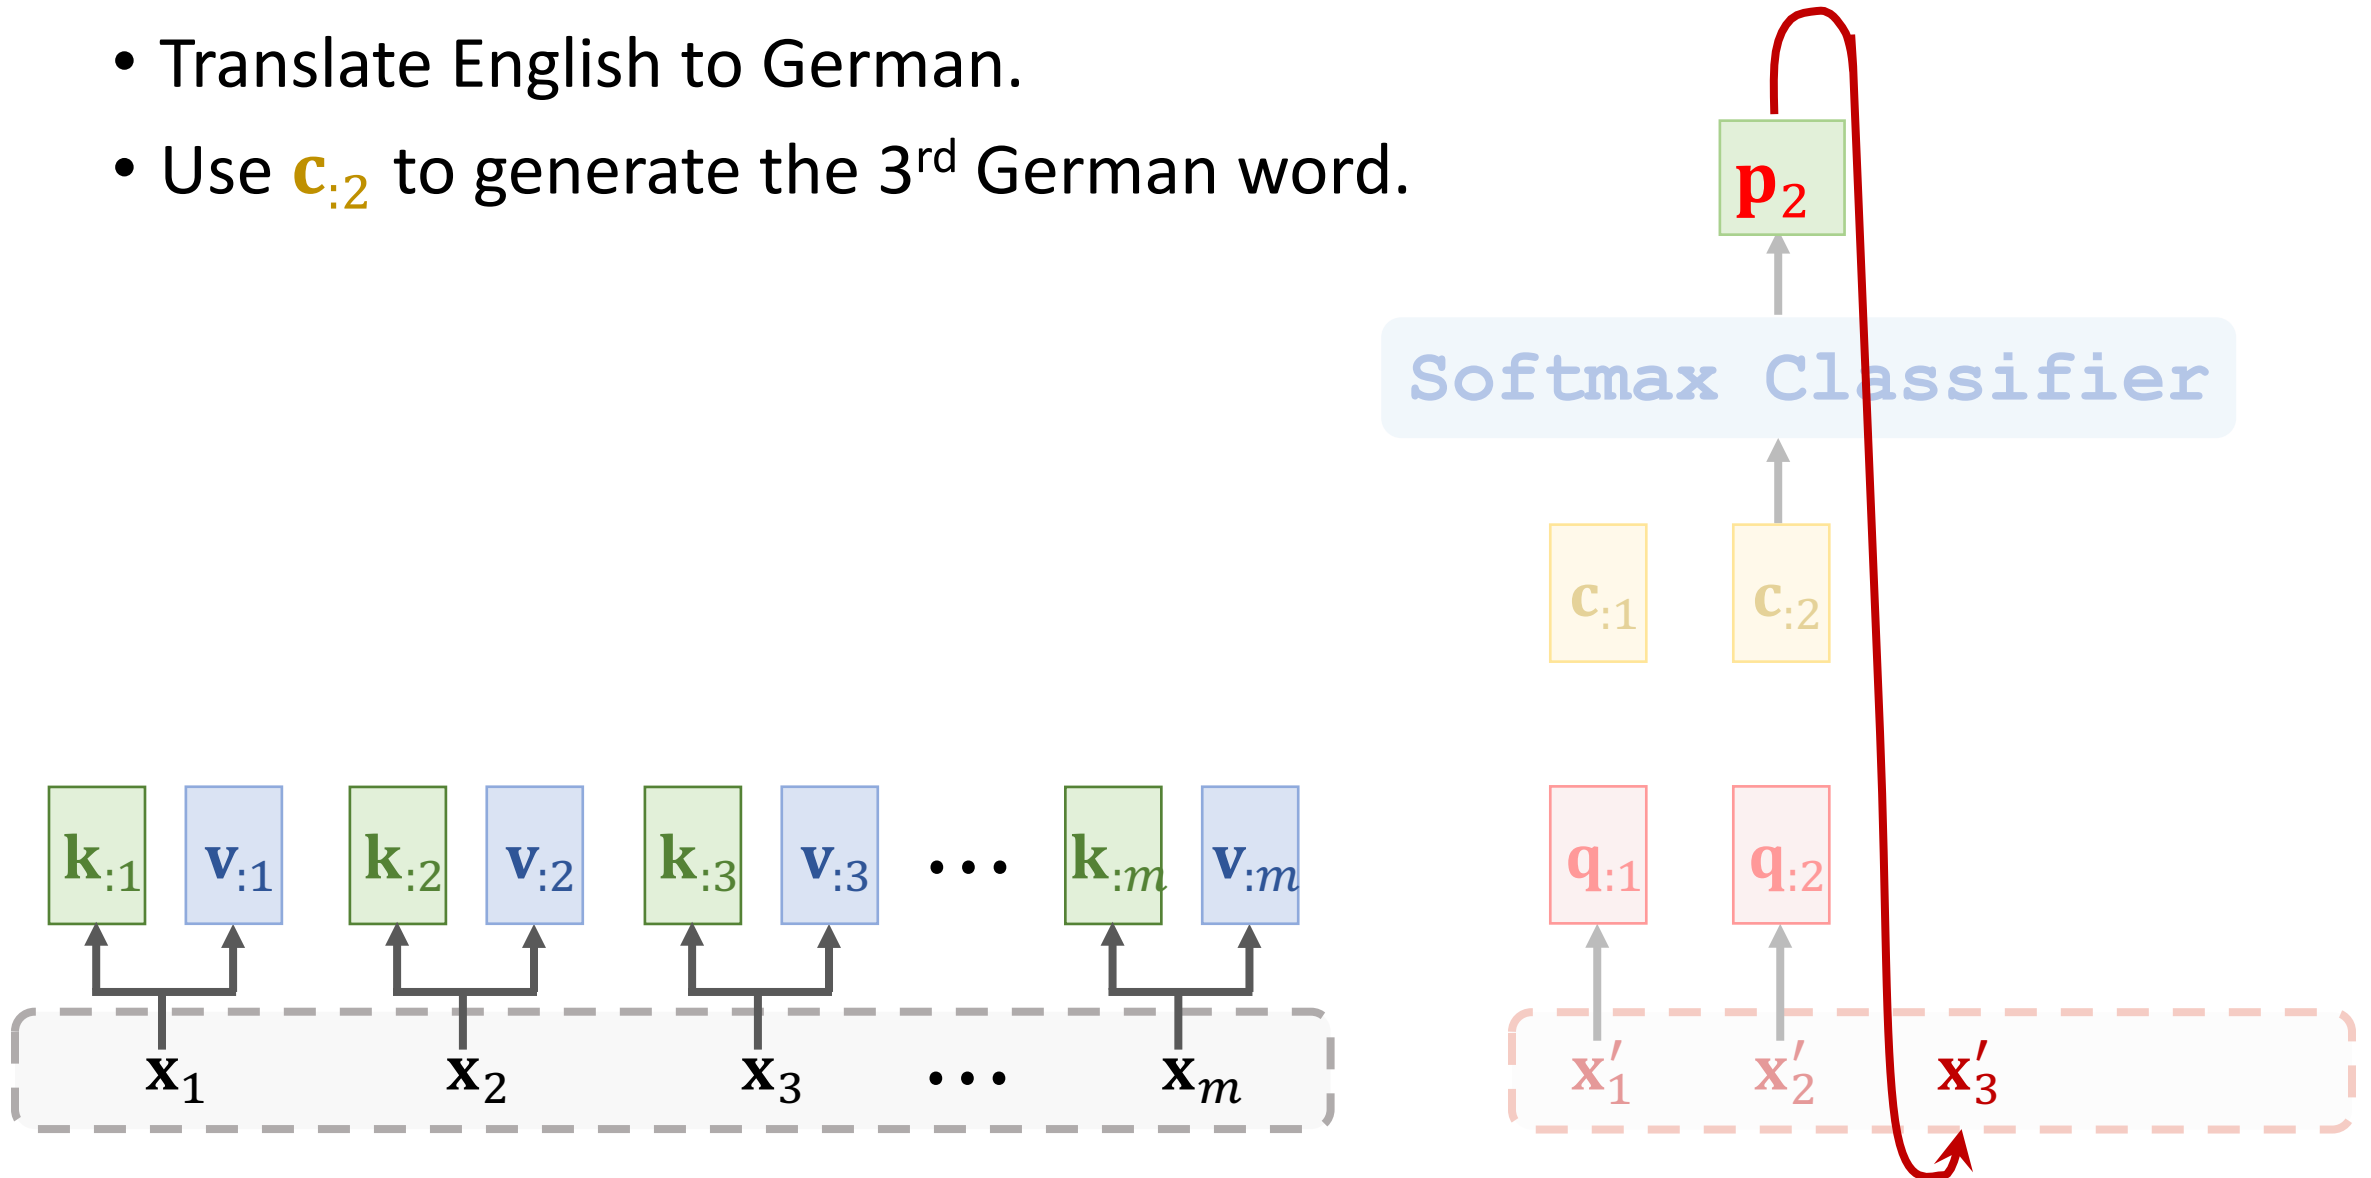 • Translate English to German.
• Use c:2 to generate the 3rd German word.
p2
Softmax Classifier
c:1 c:2
k:1 v:1 k:2 v:2 k:3 v:3 ⋯ k:m v:m q:1 q:2
x1 x2 x3 ⋯ xm x′1 x′2 x′3